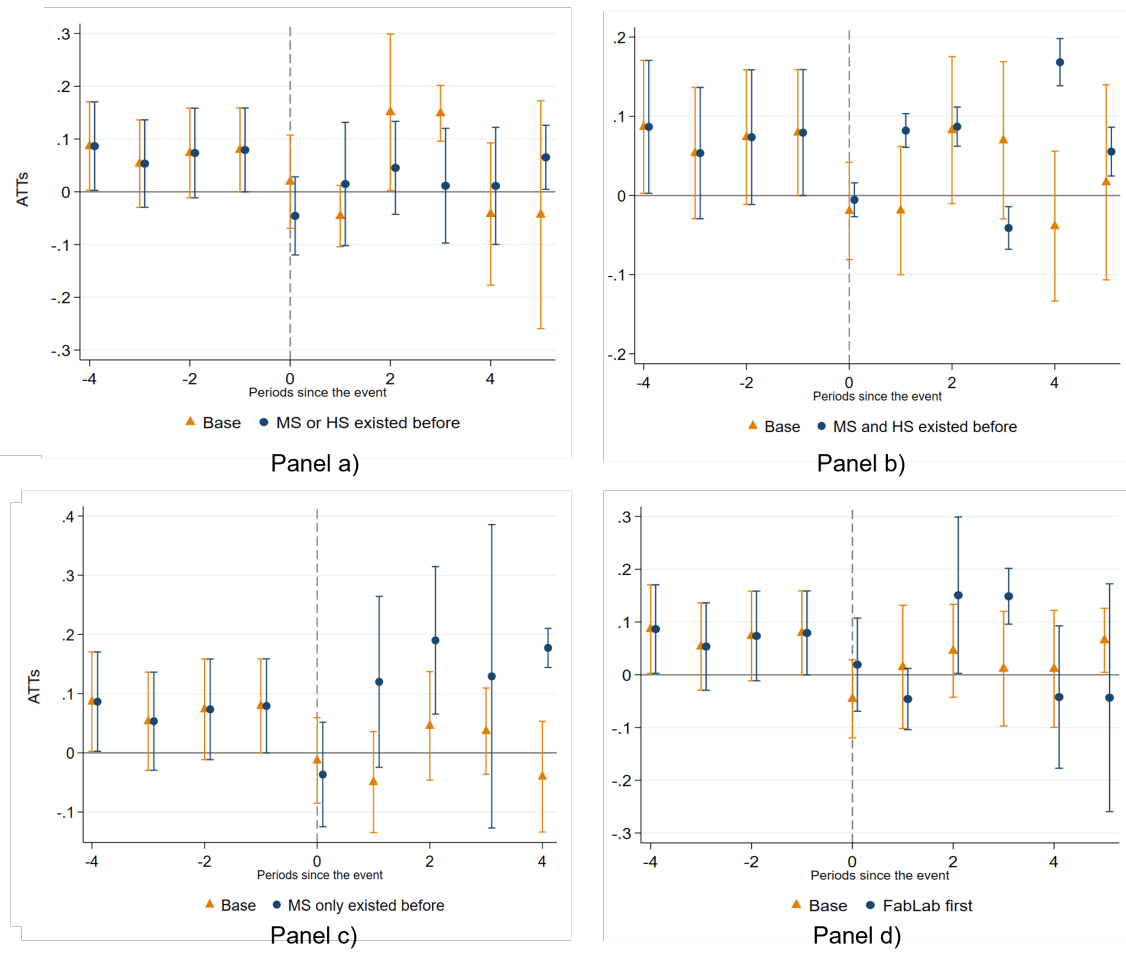 .3
.2
.1
0
-.1
-.2
-.3
ATTs
-4 -2 0 2 4
Periods since the event
Base MS or HS existed before
Panel a)
.2
.1
0
-.1
-.2
-4 -2 0 2 4
Periods since the event
Base MS and HS existed before
Panel b)
.4
.3
.2
.1
0
-.1
ATTs
-4 -2 0 2 4
Periods since the event
Base MS only existed before
Panel c)
.3
.2
.1
0
-.1
-.2
-.3
-4 -2 0 2 4
Periods since the event
Base FabLab first
Panel d)